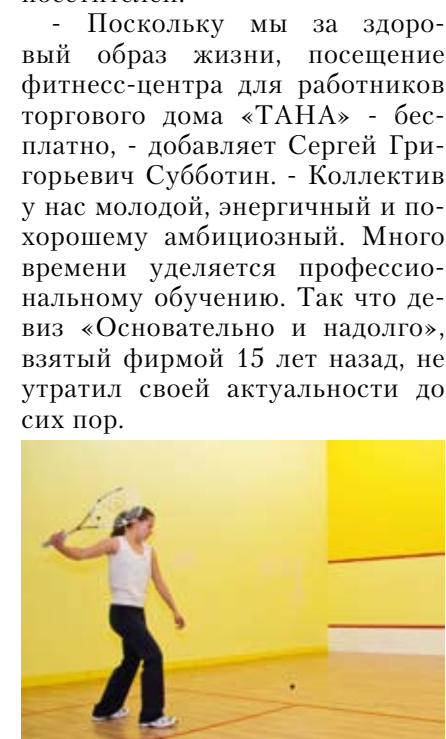 - Поскольку мы за здоро-
вый образ жизни, посещение
фитнесс-центра для работников
торгового дома «ТАНА» - бес-
платно, - добавляет Сергей Гри-
горьевич Субботин. - Коллектив
у нас молодой, энергичный и по-
хорошему амбициозный. Много
времени уделяется профессио-
нальному обучению. Так что де-
виз «Основательно и надолго»,
взятый фирмой 15 лет назад, не
утратил своей актуальности до
сих пор.